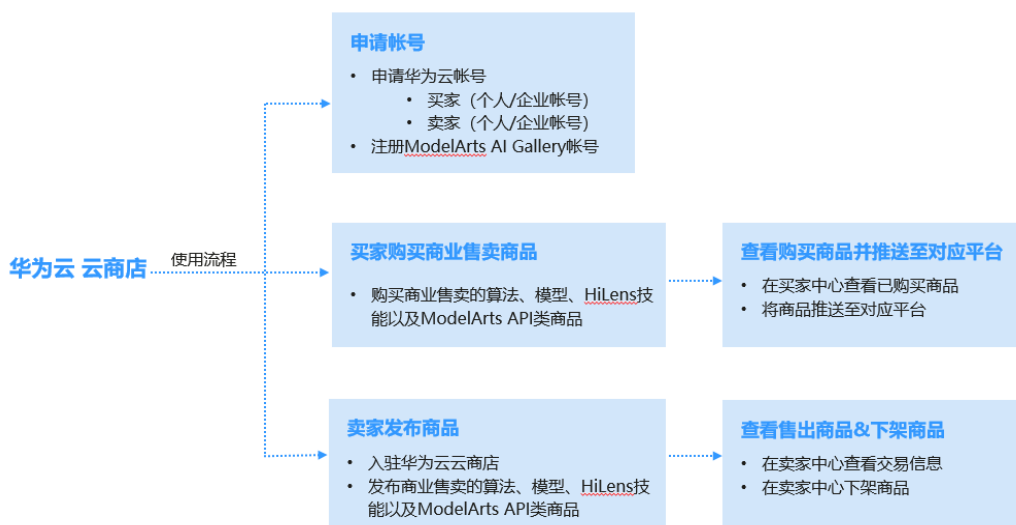 申请帐号
• 申请华为云帐号
• 买家（个人/企业帐号）
• 卖家（个人/企业帐号）
• 注册ModelArts AI Gallery帐号
华为云 云商店
使用流程
买家购买商业售卖商品
• 购买商业售卖的算法、模型、HiLens技
能以及ModelArts API类商品
查看购买商品并推送至对应平台
• 在买家中心查看已购买商品
• 将商品推送至对应平台
卖家发布商品
• 入驻华为云云商店
• 发布商业售卖的算法、模型、HiLens技
能以及ModelArts API类商品
查看售出商品&下架商品
• 在卖家中心查看交易信息
• 在卖家中心下架商品